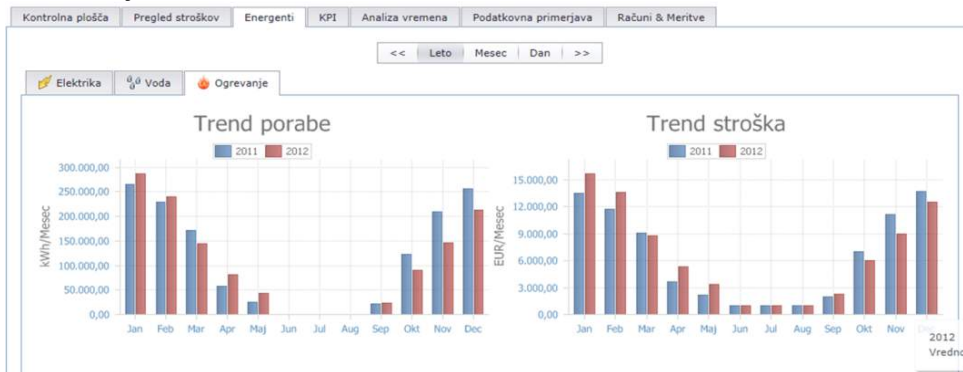 Kontrolna plošča Pregled stroškov Energenti KPI Analiza vremena Podatkovna primerjava Računi & Meritve
<< Leto Mesec Dan >>
Elektrika Voda Ogrevanje
Trend porabe
2011 2012
300.000,00
250.000,00
200.000,00
150.000,00
100.000,00
50.000,00
0,00
kWh/Mesec
Jan Feb Mar Apr Maj Jun Jul Aug Sep Okt Nov Dec
Trend stroška
2011 2012
15.000,00
12.000,00
9.000,00
6.000,00
3.000,00
0,00
EUR/Mesec
Jan Feb Mar Apr Maj Jun Jul Aug Sep Okt Nov Dec
2012